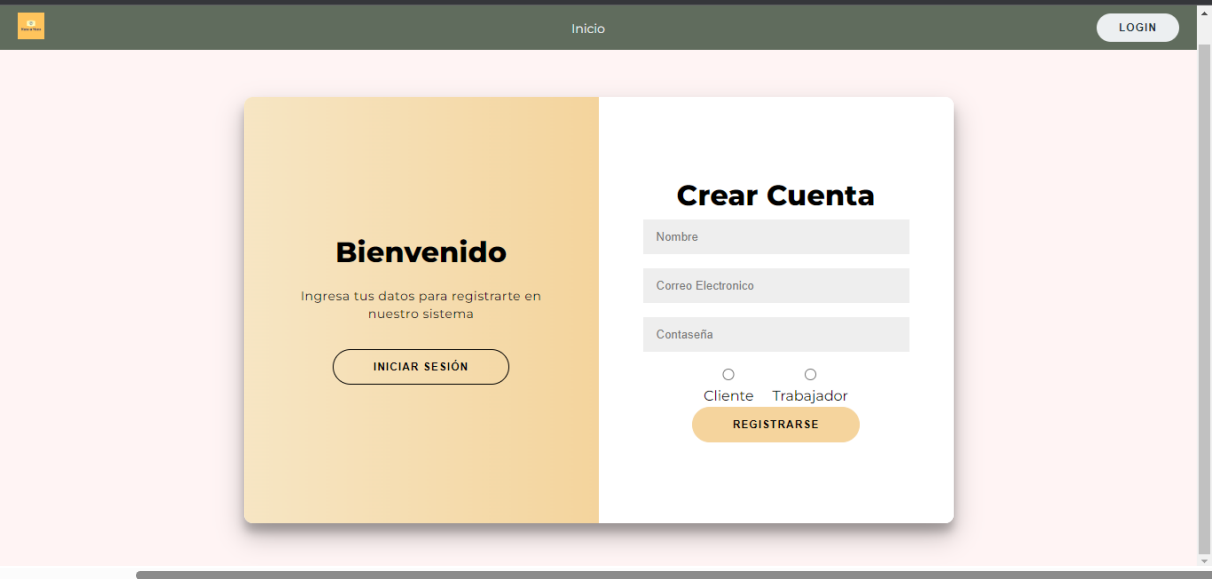 Inicio
LOGIN
Bienvenido
Ingresa tus datos para registrarte en
nuestro sistema
INICIAR SESIÓN
Crear Cuenta
Nombre
Correo Electronico
Contaseña
Cliente
Trabajador
REGISTRARSE